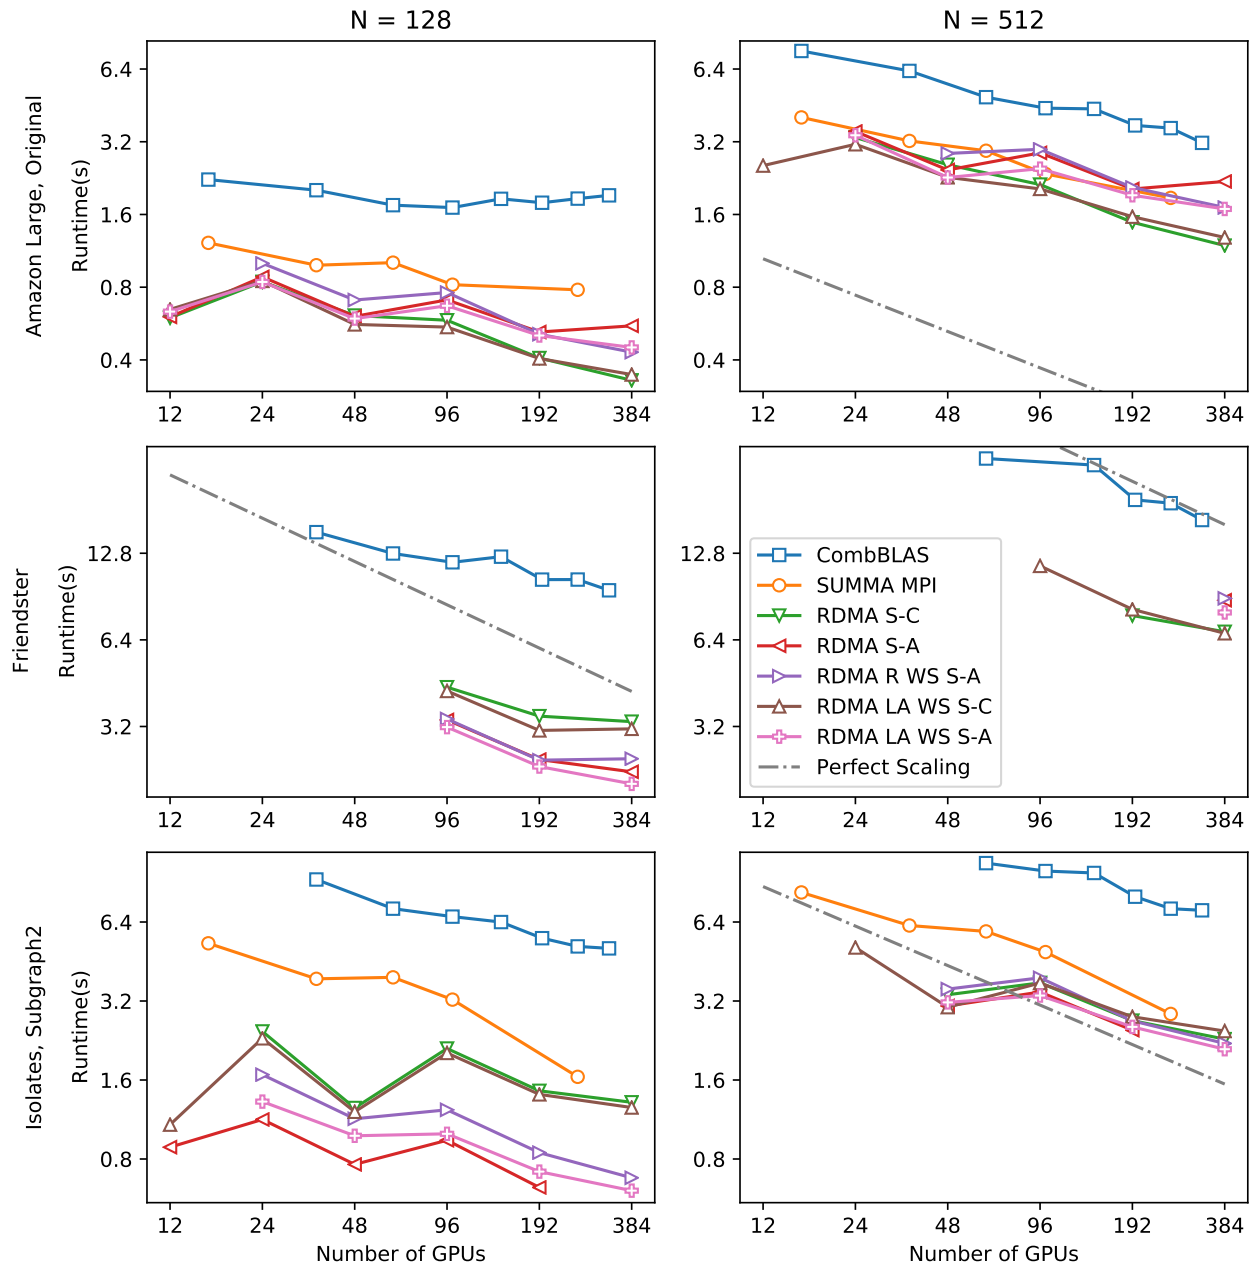 N = 128
N = 512
Amazon Large, Original
Runtime(s)
6.4
3.2
1.6
0.8
0.4
12 24 48 96 192 384
6.4
3.2
1.6
0.8
0.4
12 24 48 96 192 384
Friendster
Runtime(s)
12.8
6.4
3.2
12 24 48 96 192 384
12.8
6.4
3.2
CombBLAS
SUMMA MPI
RDMA S-C
RDMA S-A
RDMA R WS S-A
RDMA LA WS S-C
RDMA LA WS S-A
Perfect Scaling
12 24 48 96 192 384
Isolates, Subgraph2
Runtime(s)
6.4
3.2
1.6
0.8
12 24 48 96 192 384
Number of GPUs
6.4
3.2
1.6
0.8
12 24 48 96 192 384
Number of GPUs